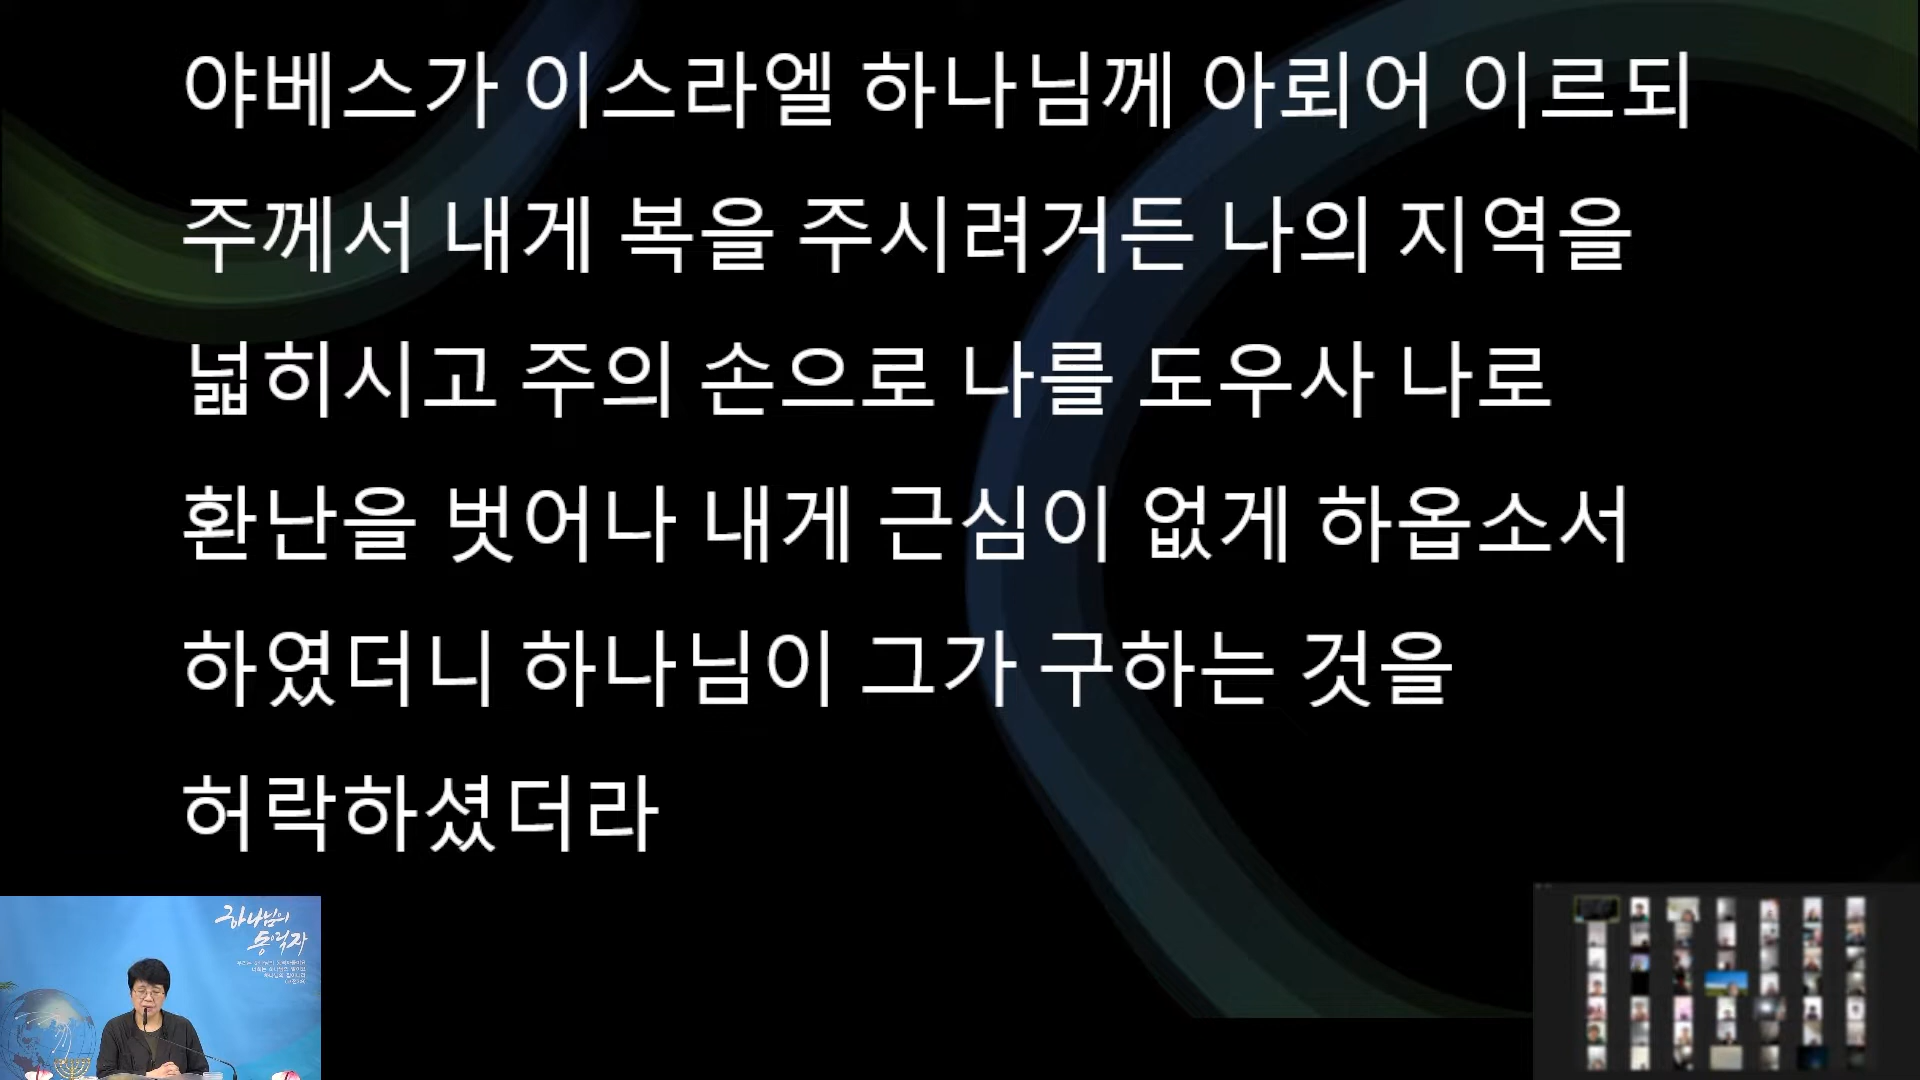 야베스가 이스라엘 하나님께 아뢰어 이르되
주께서 내게 복을 주시려거든 나의 지역을
넓히시고 주의 손으로 나를 도우사 나로
환난을 벗어나 내게 근심이 없게 하옵소서
하였더니 하나님이 그가 구하는 것을
허락하셨더라
하나님의
동역자